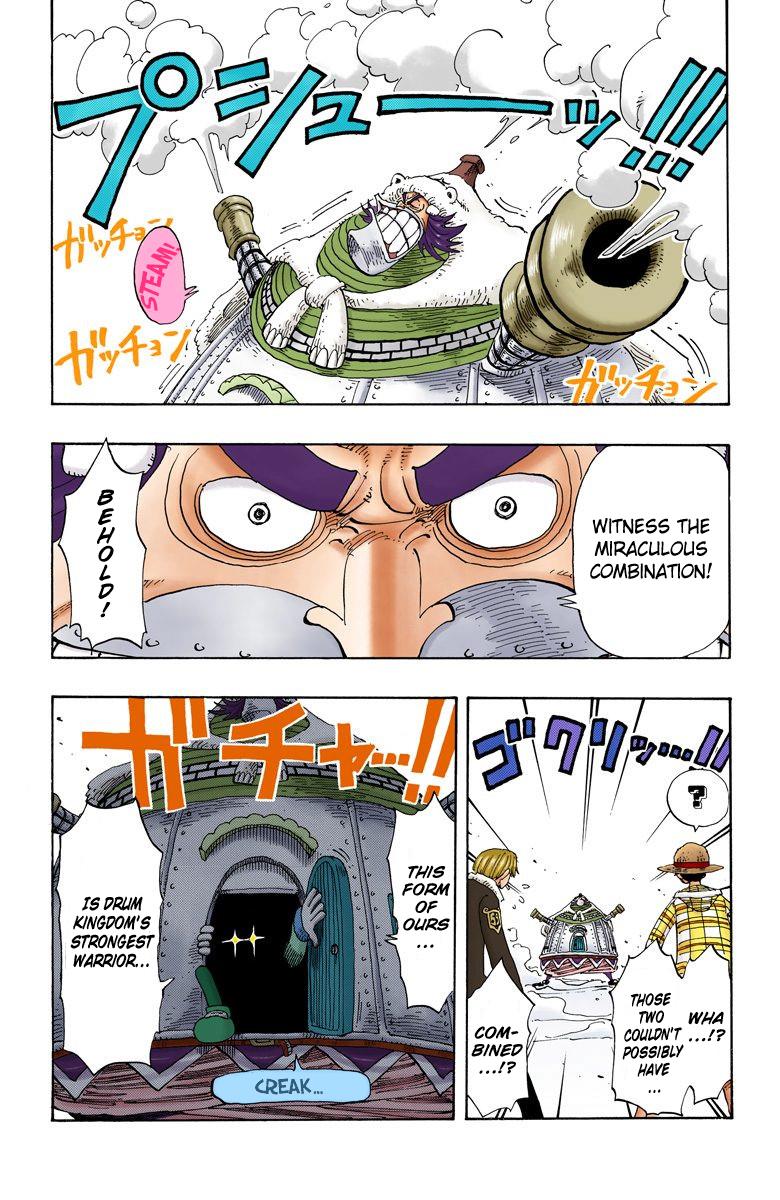 プシューーッ!!!
ガッチョン
STEAM!
ガッチョン
ガッチョン
WITNESS THE
MIRACULOUS
COMBINATION!
BEHOLD!
ゴクリッ…!!
?
WHA
...!?
THOSE
TWO
COULDN'T
POSSIBLY
HAVE
...
COM-
BINED
...!?
ガチャ…!!
THIS
FORM
OF
OURS
...
IS DRUM
KINGDOM'S
STRONGEST
WARRIOR...
CREAK...